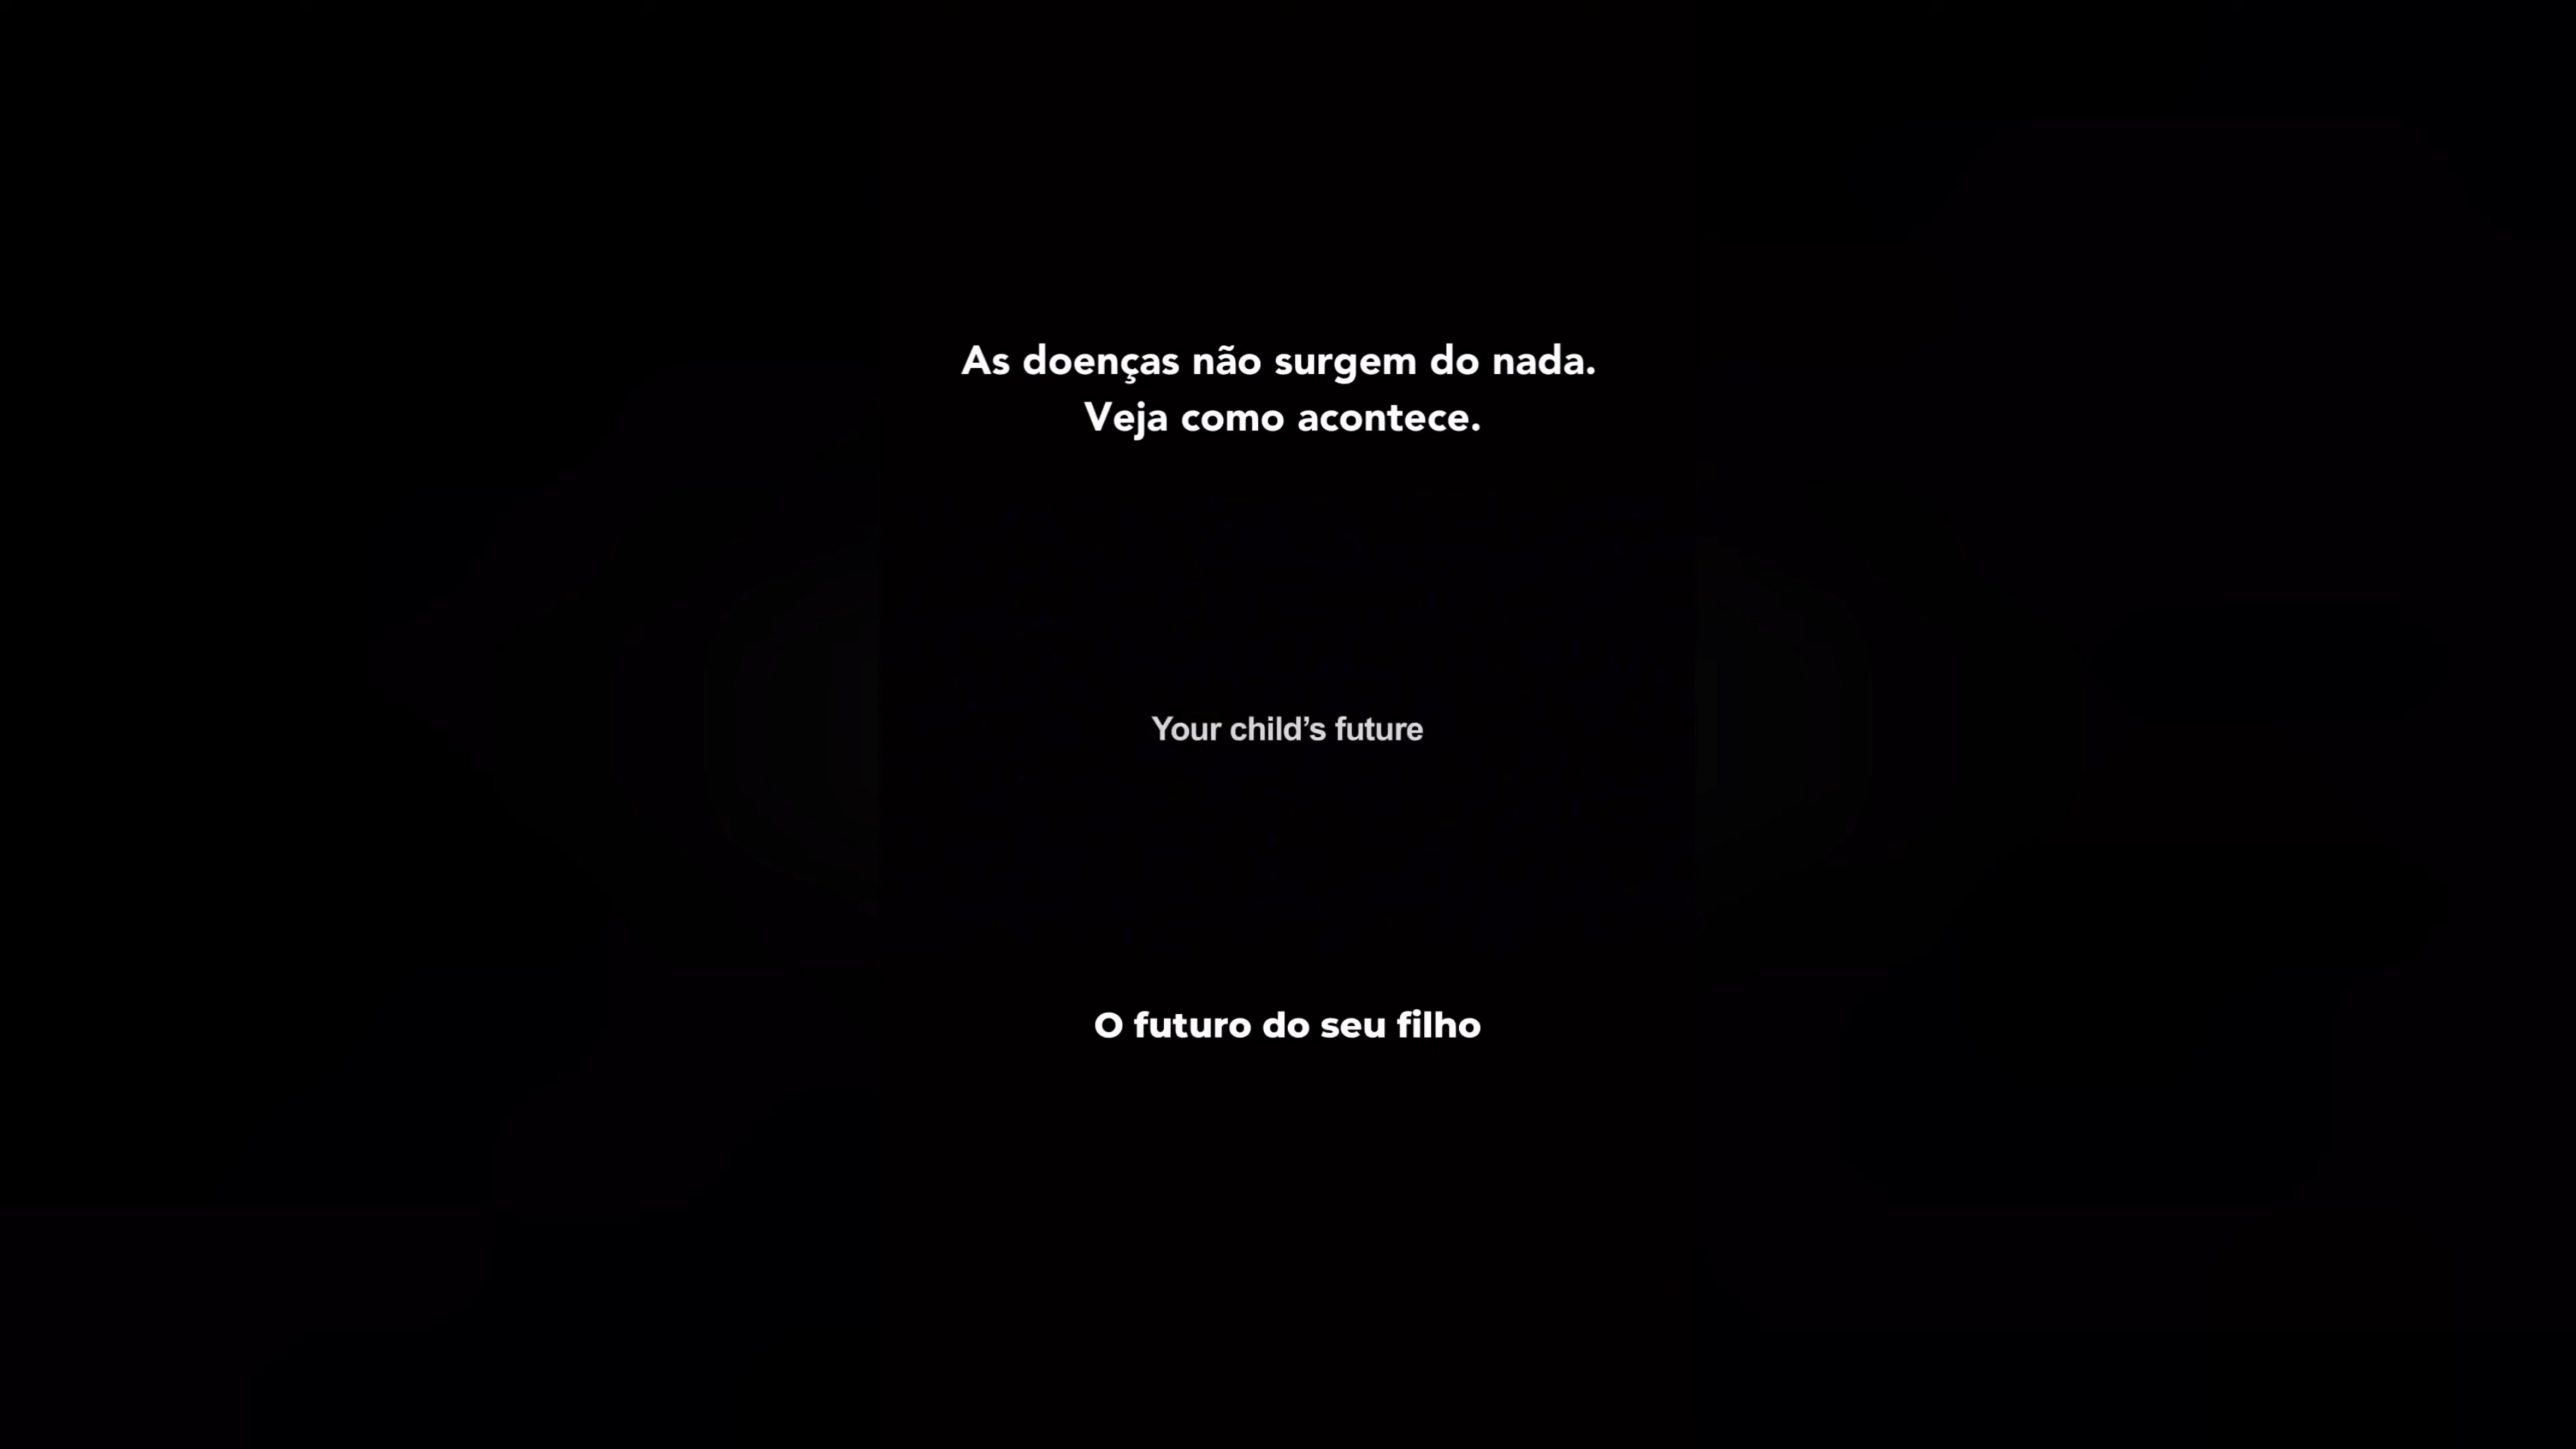 As doenças não surgem do nada.
Veja como acontece.
Your child’s future
O futuro do seu filho